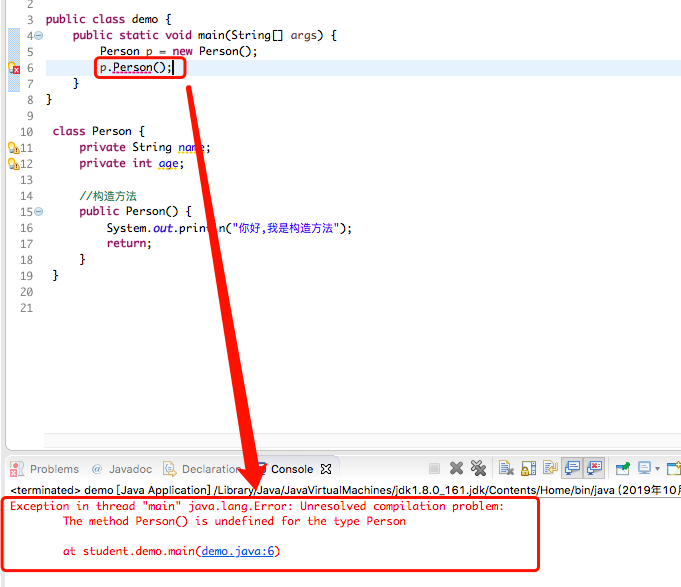 2
3 public class demo {
4 public static void main(String[] args) {
5 Person p = new Person();
6 p.Person();
7 }
8 }
9
10 class Person {
11 private String name;
12 private int age;
13
14 //构造方法
15 public Person() {
16 System.out.println("你好,我是构造方法");
17 return;
18 }
19 }
20
21
Problems @ Javadoc Declaration Console
<terminated> demo [Java Application] /Library/Java/JavaVirtualMachines/jdk1.8.0_161.jdk/Contents/Home/bin/java (2019年10月
Exception in thread "main" java.lang.Error: Unresolved compilation problem:
The method Person() is undefined for the type Person
at student.demo.main(demo.java:6)